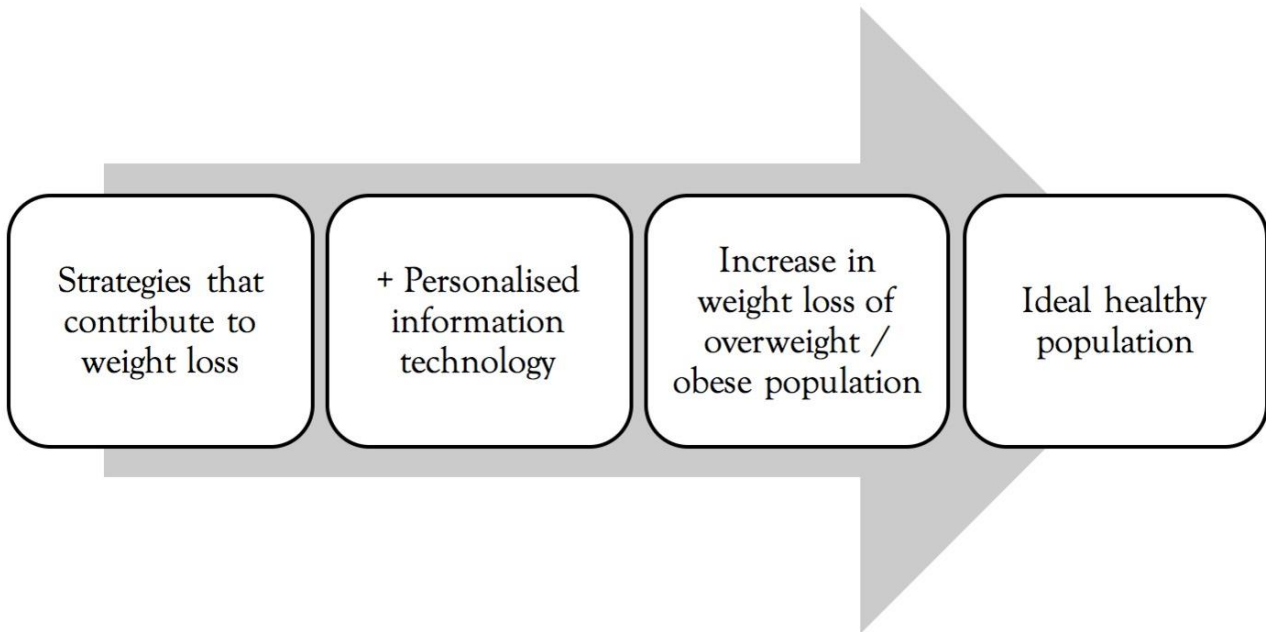 Strategies that
contribute to
weight loss
+ Personalised
information
technology
Increase in
weight loss of
overweight /
obese population
Ideal healthy
population